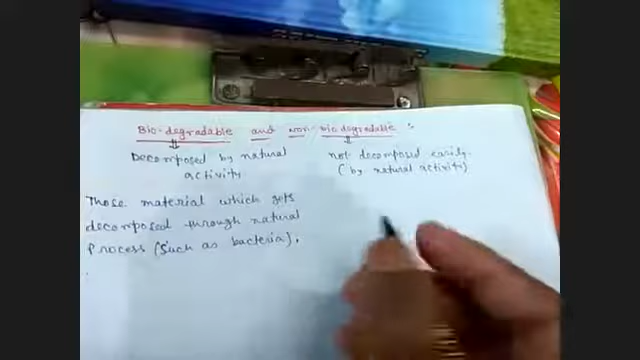 Bio-degradable and non-biodegradable :
Decomposed by natural
activity
not decomposed easily.
(by natural activity)
Those material which gets
decomposed through natural
Process (Such as bacteria).